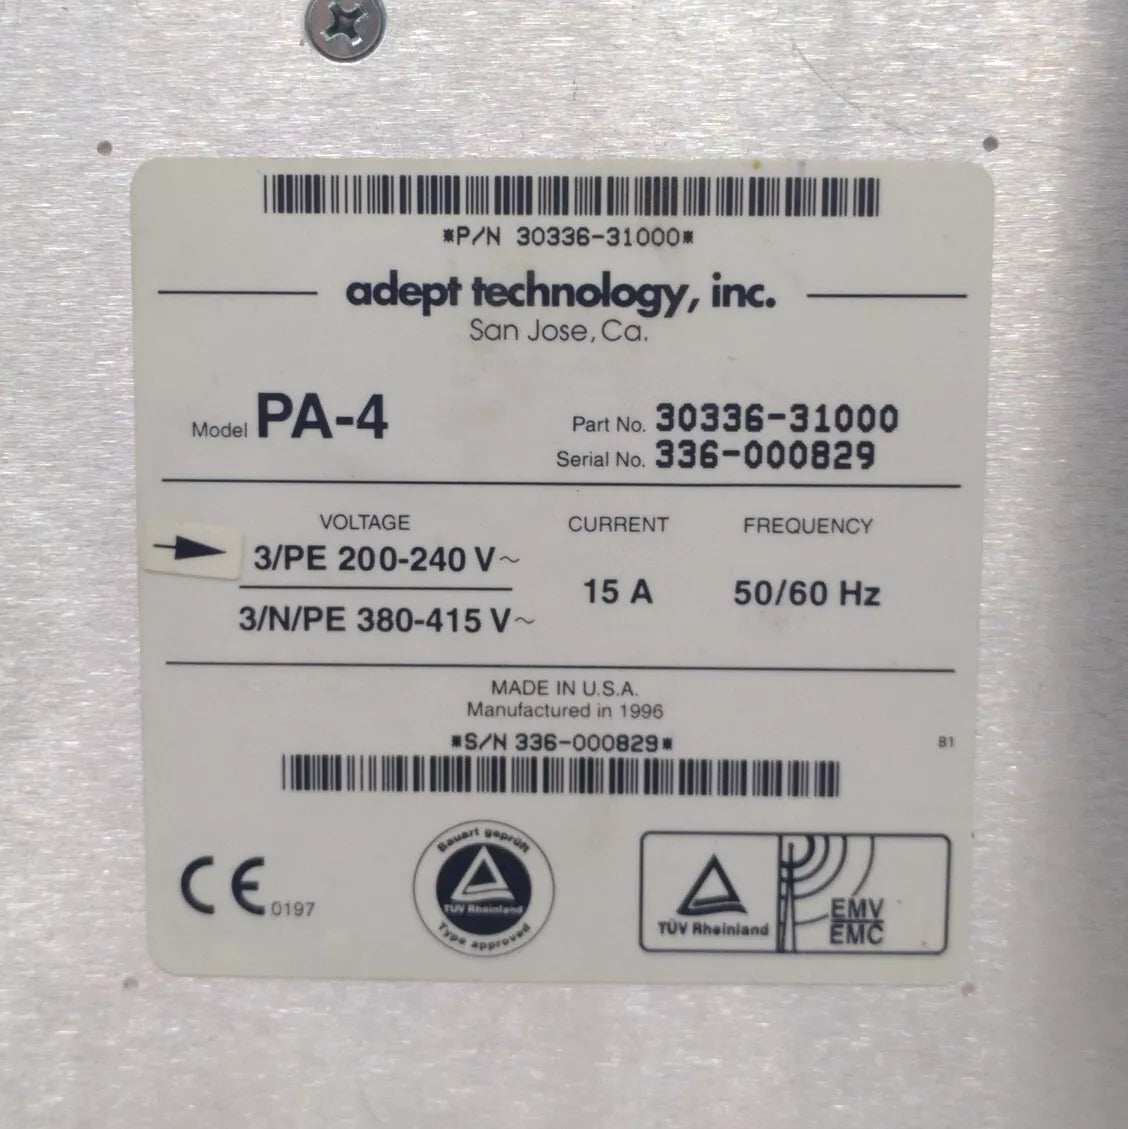 *P/N 30336-31000*
adept technology, inc.
San Jose, Ca.
Model PA-4
Part No. 30336-31000
Serial No. 336-000829
VOLTAGE CURRENT FREQUENCY
3/PE 200-240 V~
15 A 50/60 Hz
3/N/PE 380-415 V~
MADE IN U.S.A.
Manufactured in 1996
*S/N 336-000829*
B1
CE 0197
Bauart geprüft
TÜV Rheinland
Type approved
TÜV Rheinland
EMV
EMC